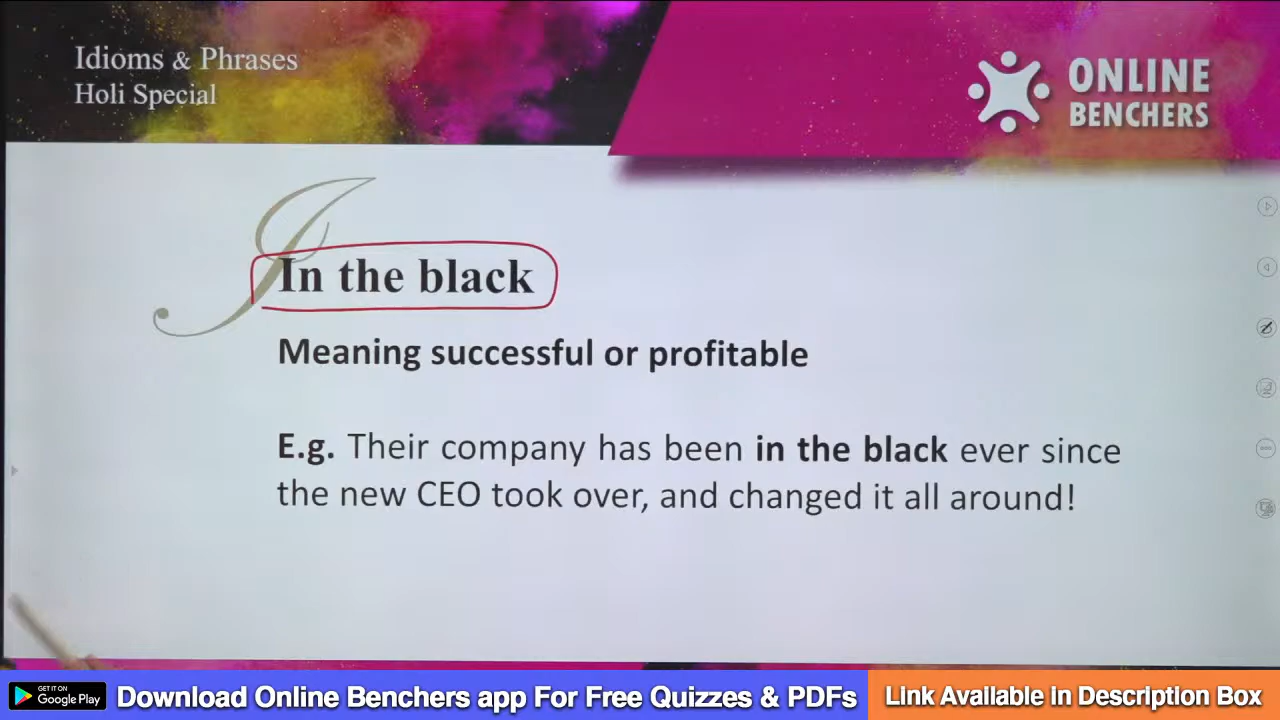 Idioms & Phrases
Holi Special
ONLINE
BENCHERS
In the black
Meaning successful or profitable
E.g. Their company has been in the black ever since
the new CEO took over, and changed it all around!
GET IT ON
Google Play
Download Online Benchers app For Free Quizzes & PDFs
Link Available In Description Box